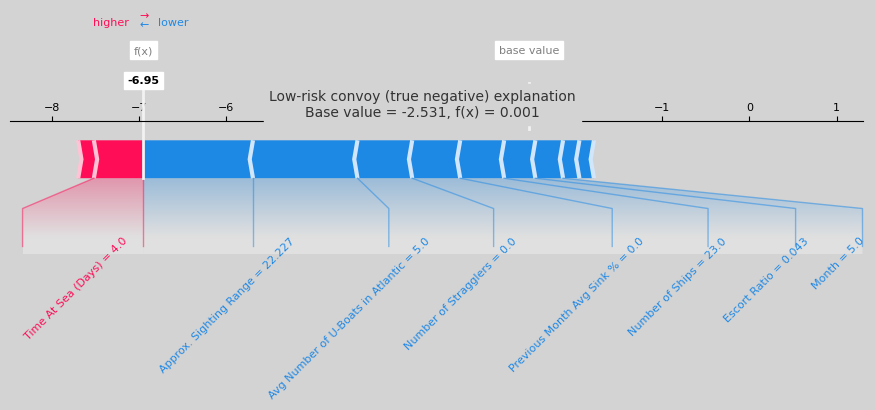 higher → lower
←
f(x)
base value
-6.95
Low-risk convoy (true negative) explanation
Base value = -2.531, f(x) = 0.001
−8
−7
−6
−1
0
1
Time At Sea (Days) = 4.0
Approx. Sighting Range = 22.227
Avg Number of U-Boats in Atlantic = 5.0
Number of Stragglers = 0.0
Previous Month Avg Sink % = 0.0
Number of Ships = 23.0
Escort Ratio = 0.043
Month = 5.0